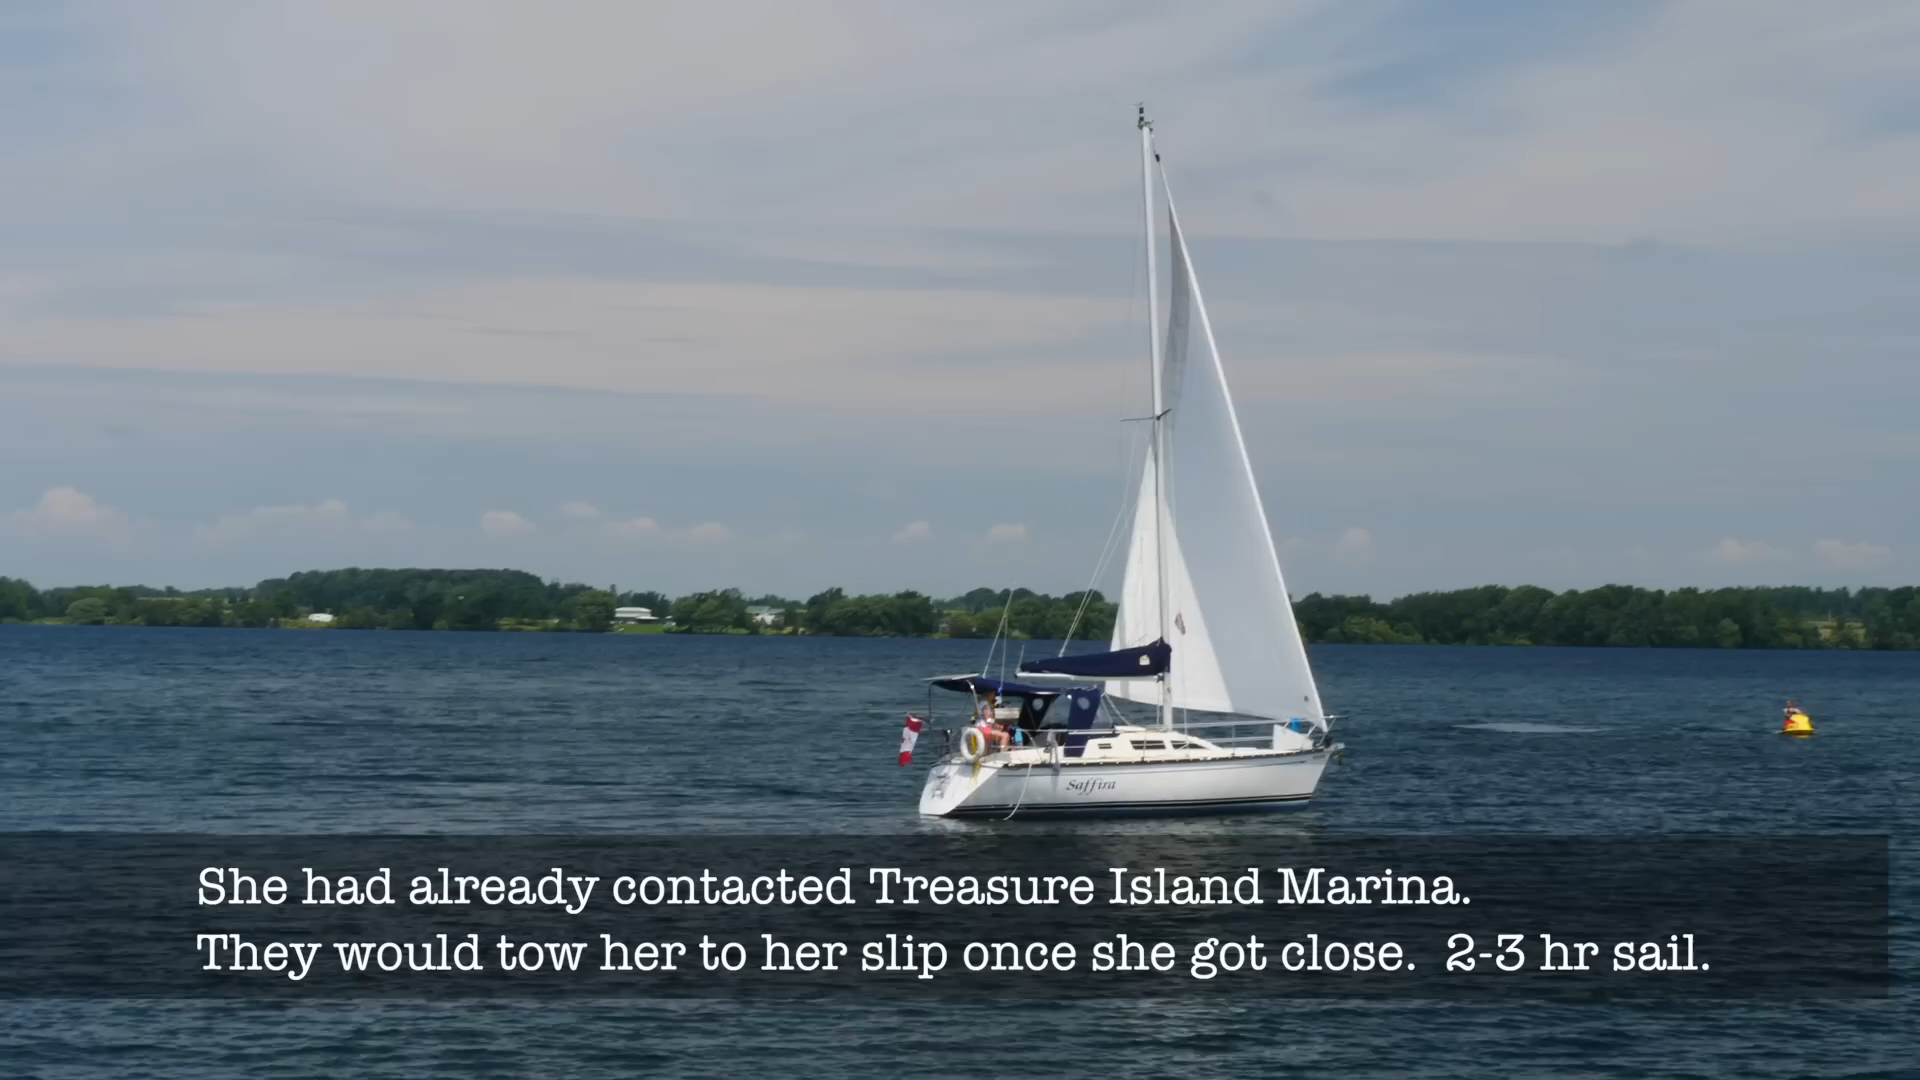 Saffira
She had already contacted Treasure Island Marina.
They would tow her to her slip once she got close.  2-3 hr sail.